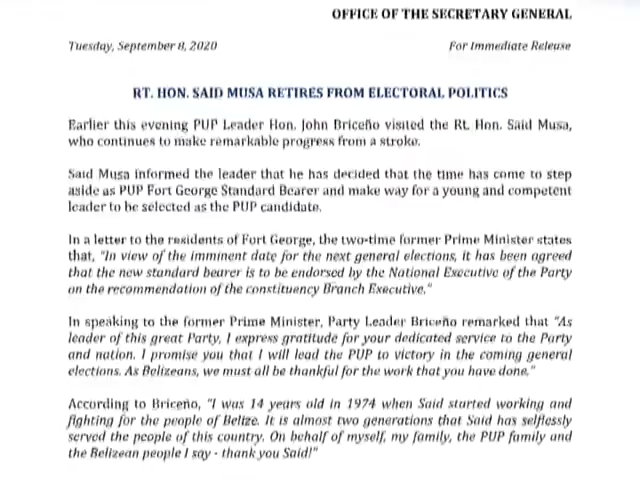 OFFICE OF THE SECRETARY GENERAL
Tuesday, September 8, 2020 For Immediate Release
RT. HON. SAID MUSA RETIRES FROM ELECTORAL POLITICS
Earlier this evening PUP Leader Hon. John Briceño visited the Rt. Hon. Said Musa,
who continues to make remarkable progress from a stroke.
Said Musa informed the leader that he has decided that the time has come to step
aside as PUP Fort George Standard Bearer and make way for a young and competent
leader to be selected as the PUP candidate.
In a letter to the residents of Fort George, the two-time former Prime Minister states
that, "In view of the imminent date for the next general elections, it has been agreed
that the new standard bearer is to be endorsed by the National Executive of the Party
on the recommendation of the constituency Branch Executive."
In speaking to the former Prime Minister, Party Leader Briceño remarked that "As
leader of this great Party, I express gratitude for your dedicated service to the Party
and nation. I promise you that I will lead the PUP to victory in the coming general
elections. As Belizeans, we must all be thankful for the work that you have done."
According to Briceño, "I was 14 years old in 1974 when Said started working and
fighting for the people of Belize. It is almost two generations that Said has selflessly
served the people of this country. On behalf of myself, my family, the PUP family and
the Belizean people I say - thank you Said!"